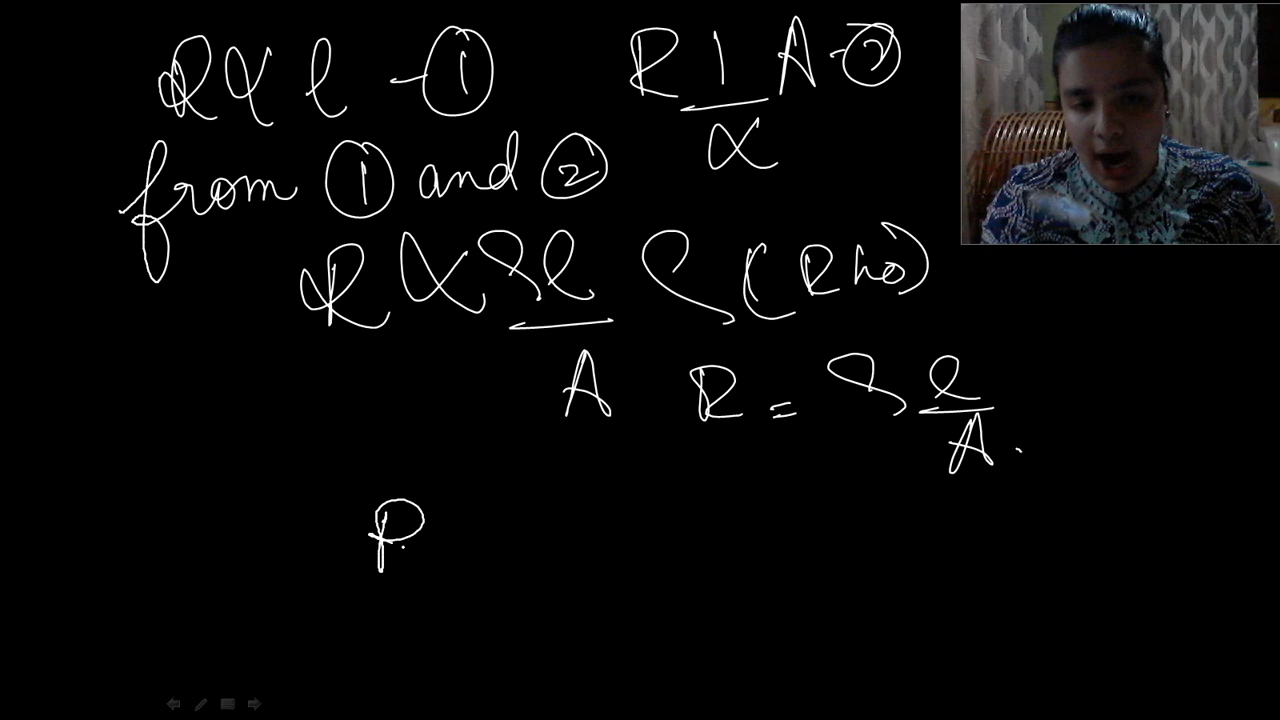 R ∝ l - ① R 1 A - ②
∝
from ① and ②
R ∝ ρl ρ (Rho)
A
R = ρ l
A.
R